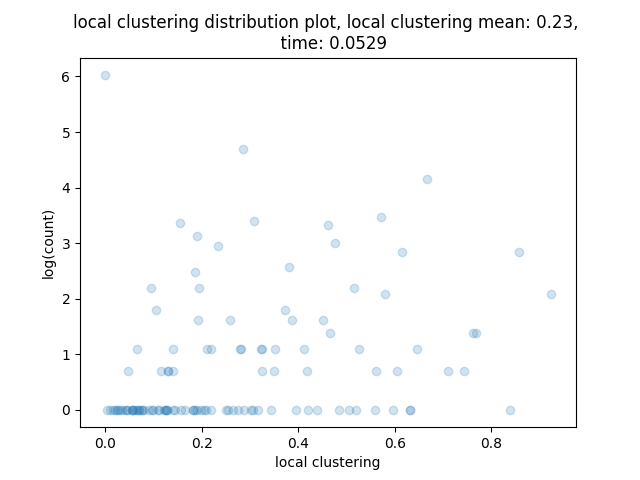 local clustering distribution plot, local clustering mean: 0.23,
time: 0.0529
6
5
4
3
2
1
0
log(count)
0.0 0.2 0.4 0.6 0.8
local clustering